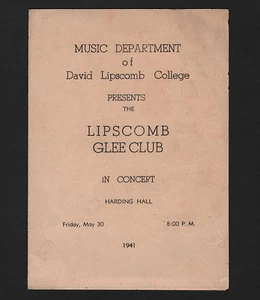 MUSIC DEPARTMENT
of
David Lipscomb College
PRESENTS
THE
LIPSCOMB
GLEE CLUB
IN CONCERT
HARDING HALL
Friday, May 30 8:00 P. M.
1941